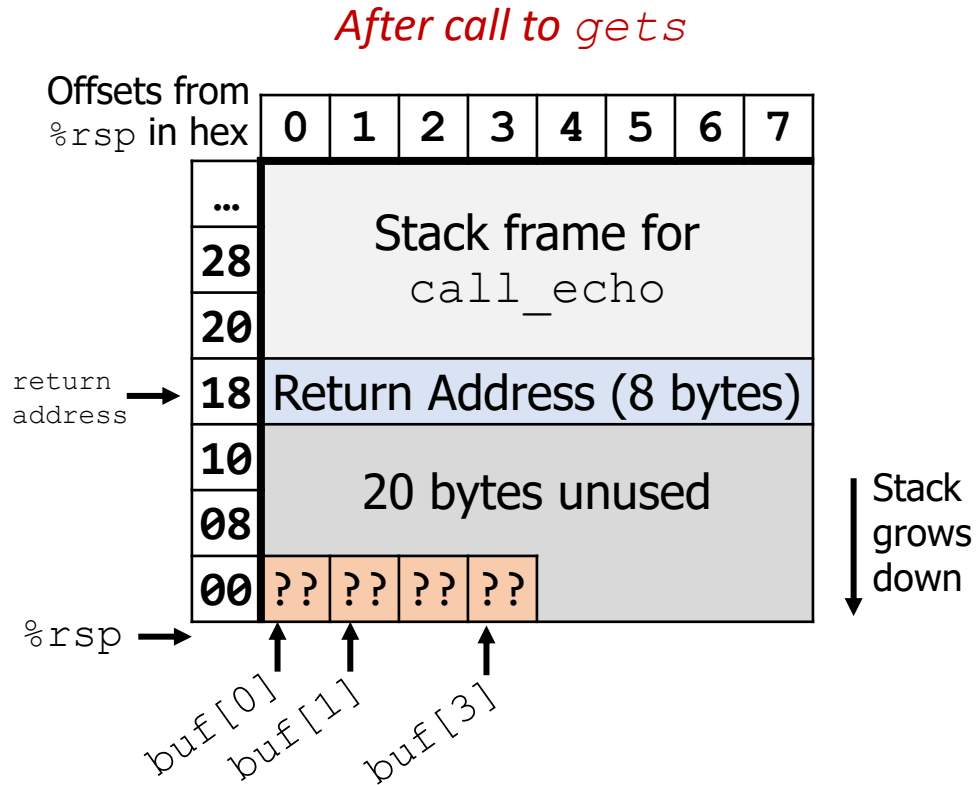 After call to gets
Offsets from
%rsp in hex
0 1 2 3 4 5 6 7
…
Stack frame for
28
call_echo
20
return
address
18 Return Address (8 bytes)
10
20 bytes unused
08
Stack
grows
down
00 ?? ?? ?? ??
%rsp
buf[0]
buf[1]
buf[3]